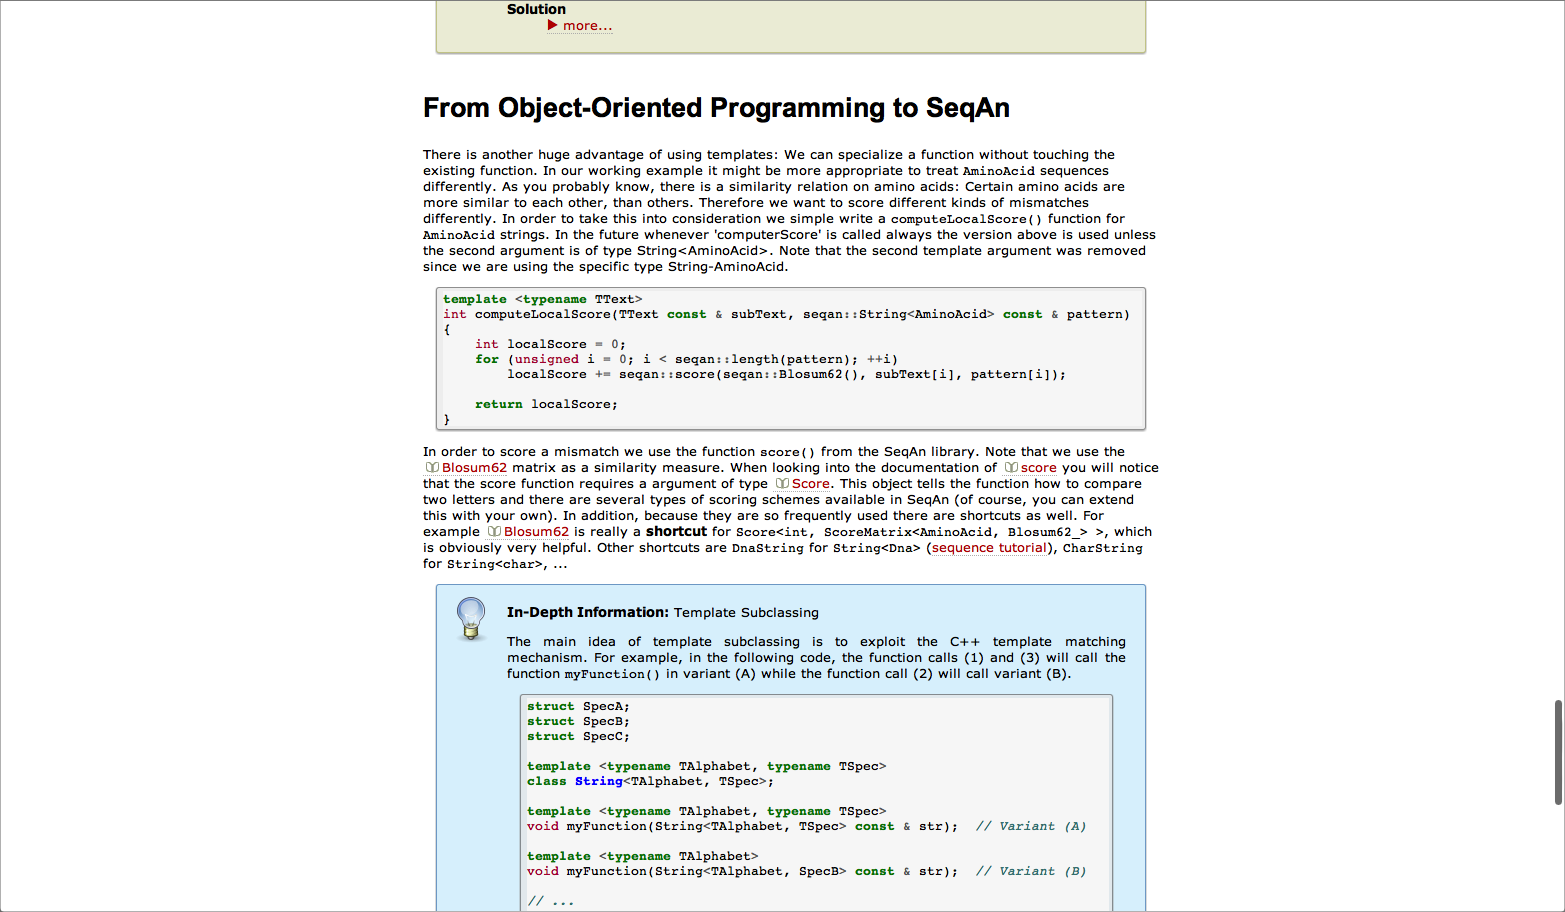 Solution
more...
From Object-Oriented Programming to SeqAn
There is another huge advantage of using templates: We can specialize a function without touching the
existing function. In our working example it might be more appropriate to treat AminoAcid sequences
differently. As you probably know, there is a similarity relation on amino acids: Certain amino acids are
more similar to each other, than others. Therefore we want to score different kinds of mismatches
differently. In order to take this into consideration we simple write a computeLocalScore() function for
AminoAcid strings. In the future whenever 'computerScore' is called always the version above is used unless
the second argument is of type String<AminoAcid>. Note that the second template argument was removed
since we are using the specific type String-AminoAcid.
template <typename TText>
int computeLocalScore(TText const & subText, seqan::String<AminoAcid> const & pattern)
{
    int localScore = 0;
    for (unsigned i = 0; i < seqan::length(pattern); ++i)
        localScore += seqan::score(seqan::Blosum62(), subText[i], pattern[i]);
    return localScore;
}
In order to score a mismatch we use the function score() from the SeqAn library. Note that we use the
Blosum62 matrix as a similarity measure. When looking into the documentation of score you will notice
that the score function requires a argument of type Score. This object tells the function how to compare
two letters and there are several types of scoring schemes available in SeqAn (of course, you can extend
this with your own). In addition, because they are so frequently used there are shortcuts as well. For
example Blosum62 is really a shortcut for Score<int, ScoreMatrix<AminoAcid, Blosum62_> >, which
is obviously very helpful. Other shortcuts are DnaString for String<Dna> (sequence tutorial), CharString
for String<char>, ...
In-Depth Information: Template Subclassing
The main idea of template subclassing is to exploit the C++ template matching
mechanism. For example, in the following code, the function calls (1) and (3) will call the
function myFunction() in variant (A) while the function call (2) will call variant (B).
struct SpecA;
struct SpecB;
struct SpecC;
template <typename TAlphabet, typename TSpec>
class String<TAlphabet, TSpec>;
template <typename TAlphabet, typename TSpec>
void myFunction(String<TAlphabet, TSpec> const & str);  // Variant (A)
template <typename TAlphabet>
void myFunction(String<TAlphabet, SpecB> const & str);  // Variant (B)
// ...